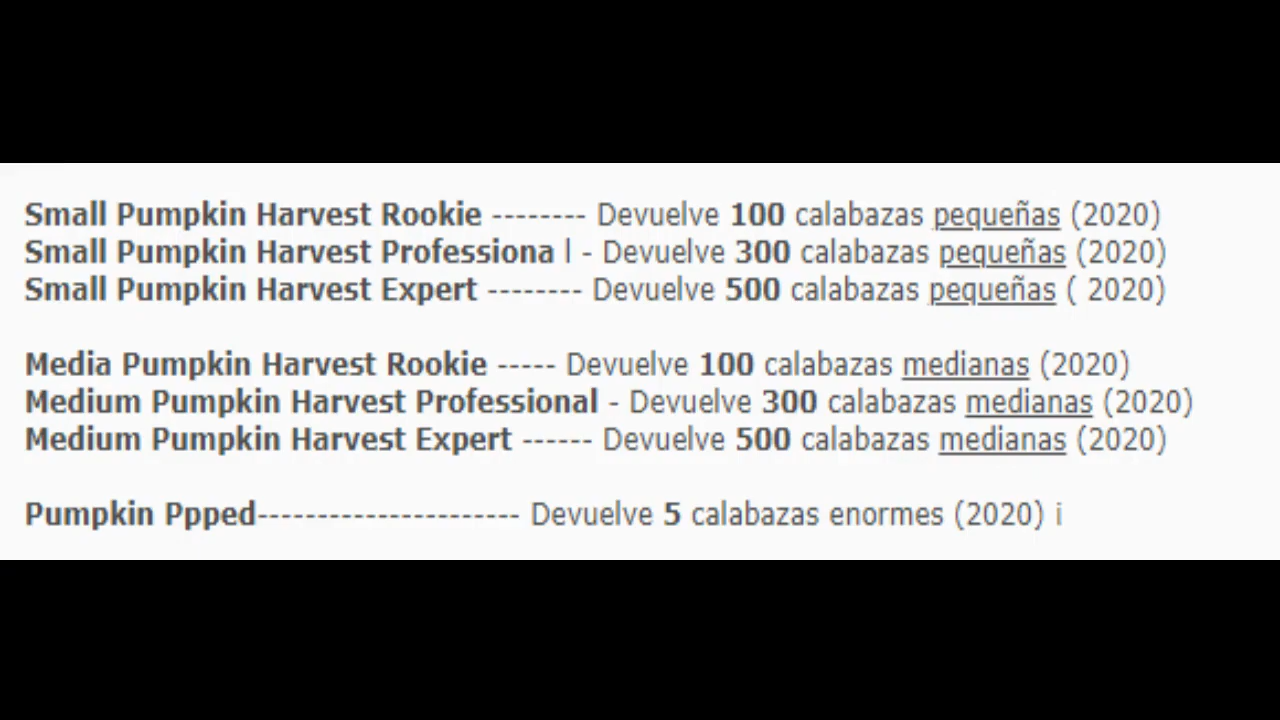 Small Pumpkin Harvest Rookie -------- Devuelve 100 calabazas pequeñas (2020)
Small Pumpkin Harvest Professiona l - Devuelve 300 calabazas pequeñas (2020)
Small Pumpkin Harvest Expert -------- Devuelve 500 calabazas pequeñas ( 2020)
Media Pumpkin Harvest Rookie ----- Devuelve 100 calabazas medianas (2020)
Medium Pumpkin Harvest Professional - Devuelve 300 calabazas medianas (2020)
Medium Pumpkin Harvest Expert ------ Devuelve 500 calabazas medianas (2020)
Pumpkin Ppped---------------------- Devuelve 5 calabazas enormes (2020) i